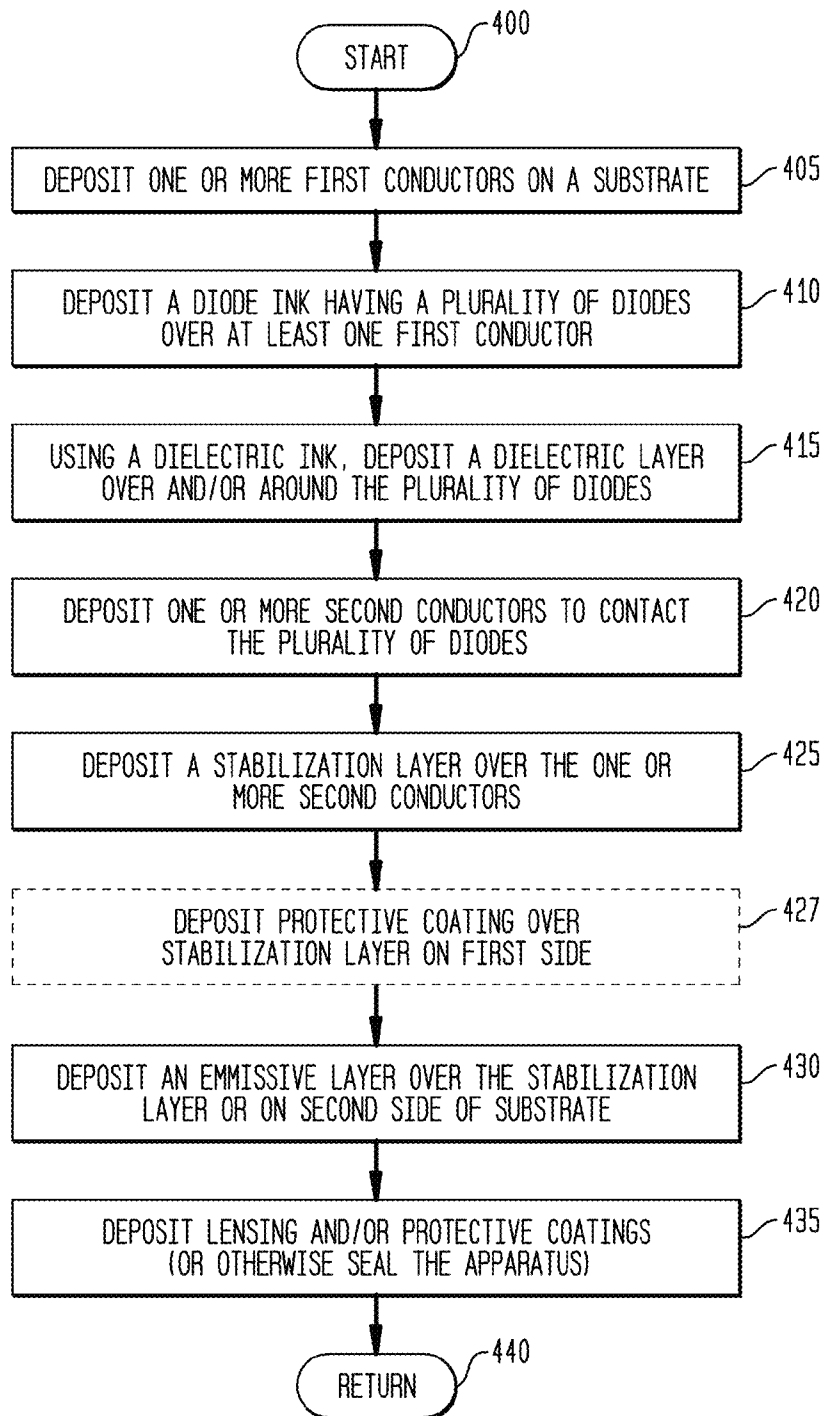 400
START
DEPOSIT ONE OR MORE FIRST CONDUCTORS ON A SUBSTRATE
405
DEPOSIT A DIODE INK HAVING A PLURALITY OF DIODES
OVER AT LEAST ONE FIRST CONDUCTOR
410
USING A DIELECTRIC INK, DEPOSIT A DIELECTRIC LAYER
OVER AND/OR AROUND THE PLURALITY OF DIODES
415
DEPOSIT ONE OR MORE SECOND CONDUCTORS TO CONTACT
THE PLURALITY OF DIODES
420
DEPOSIT A STABILIZATION LAYER OVER THE ONE OR
MORE SECOND CONDUCTORS
425
DEPOSIT PROTECTIVE COATING OVER
STABILIZATION LAYER ON FIRST SIDE
427
DEPOSIT AN EMMISSIVE LAYER OVER THE STABILIZATION
LAYER OR ON SECOND SIDE OF SUBSTRATE
430
DEPOSIT LENSING AND/OR PROTECTIVE COATINGS
(OR OTHERWISE SEAL THE APPARATUS)
435
440
RETURN